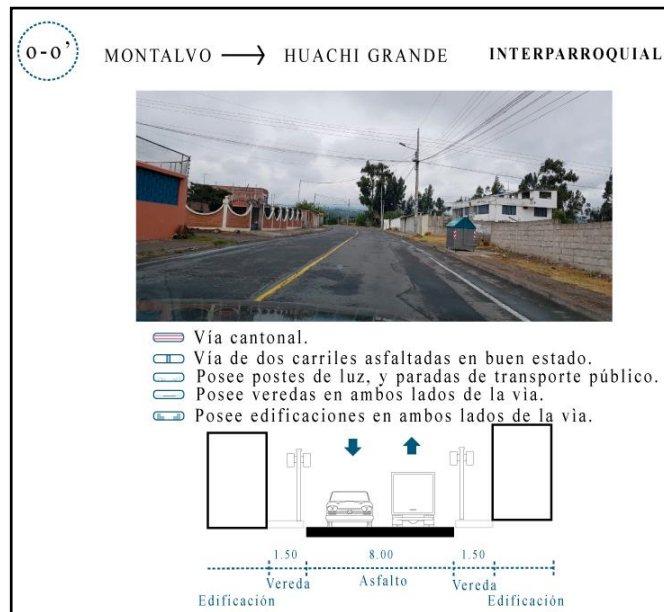 o-o’ MONTALVO → HUACHI GRANDE INTERPARROQUIAL
Vía cantonal.
Vía de dos carriles asfaltadas en buen estado.
Posee postes de luz, y paradas de transporte público.
Posee veredas en ambos lados de la vìa.
Posee edificaciones en ambos lados de la vìa.
1.50 8.00 1.50
Vereda Asfalto Vereda
Edificación Edificación